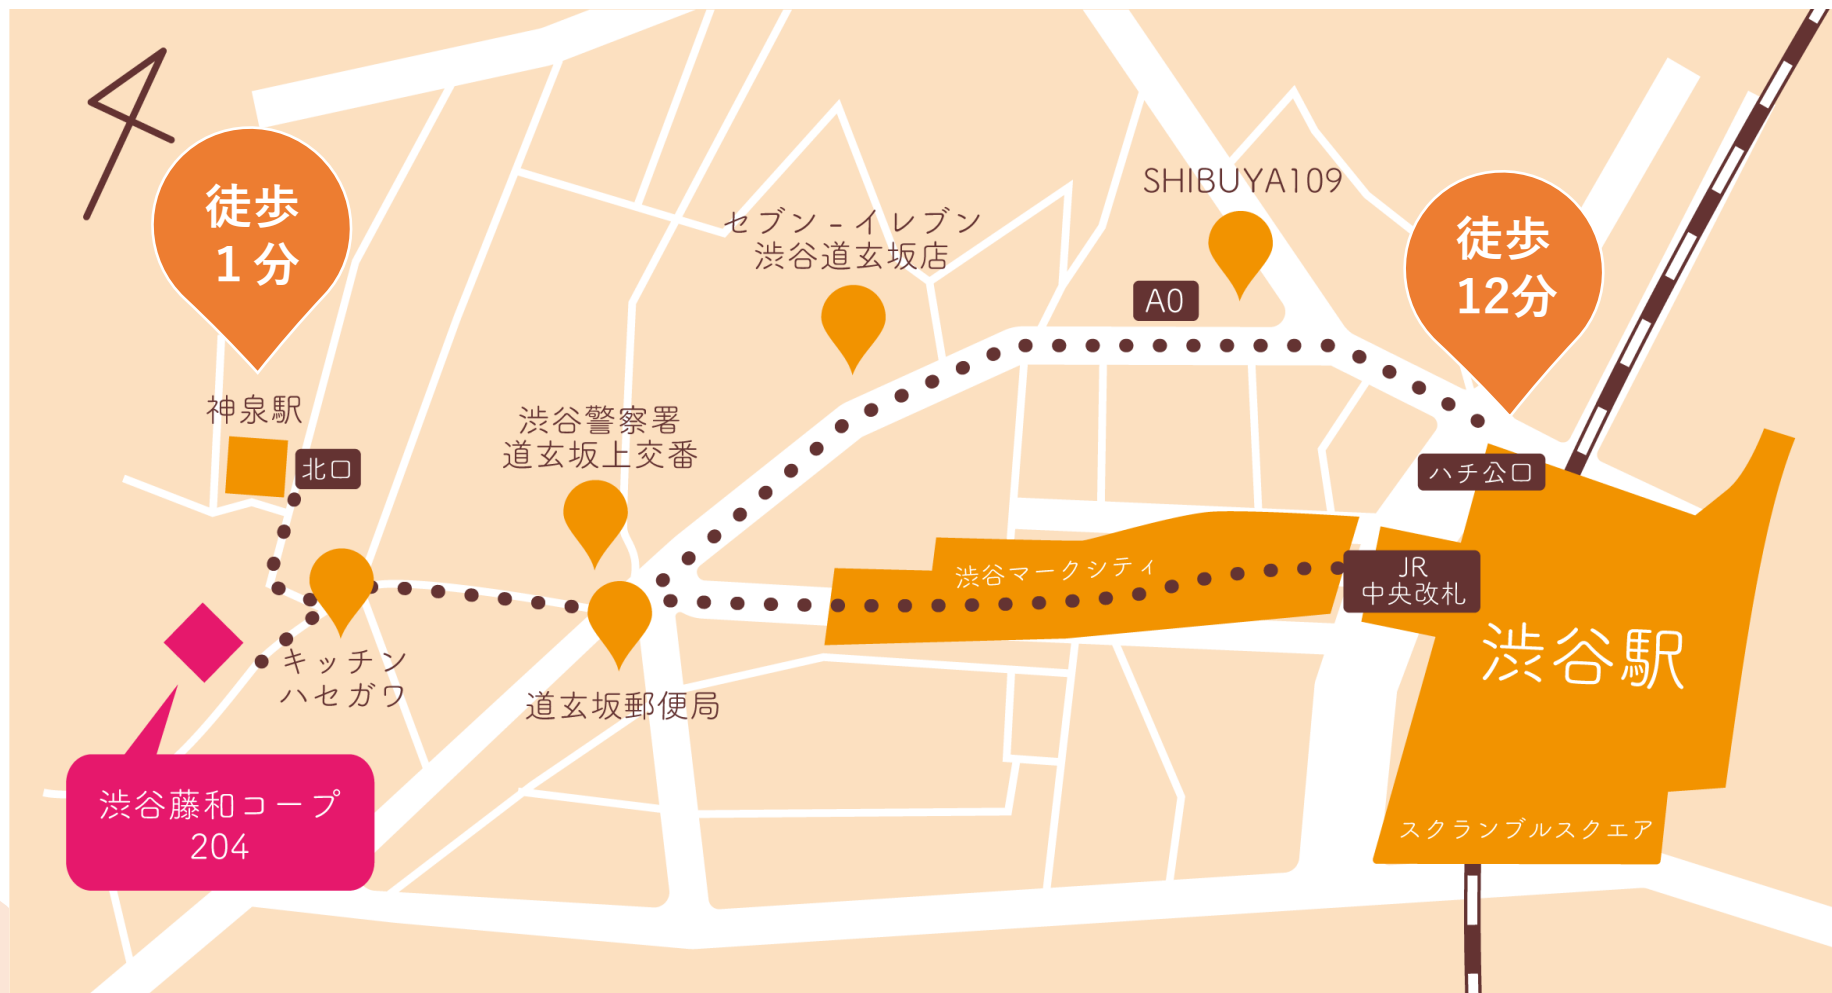 徒歩
1分
SHIBUYA109
セブン-イレブン
渋谷道玄坂店
徒歩
12分
A0
神泉駅
北口
渋谷警察署
道玄坂上交番
ハチ公口
渋谷マークシティ
JR
中央改札
渋谷駅
キッチン
ハセガワ
道玄坂郵便局
渋谷藤和コープ
204
スクランブルスクエア